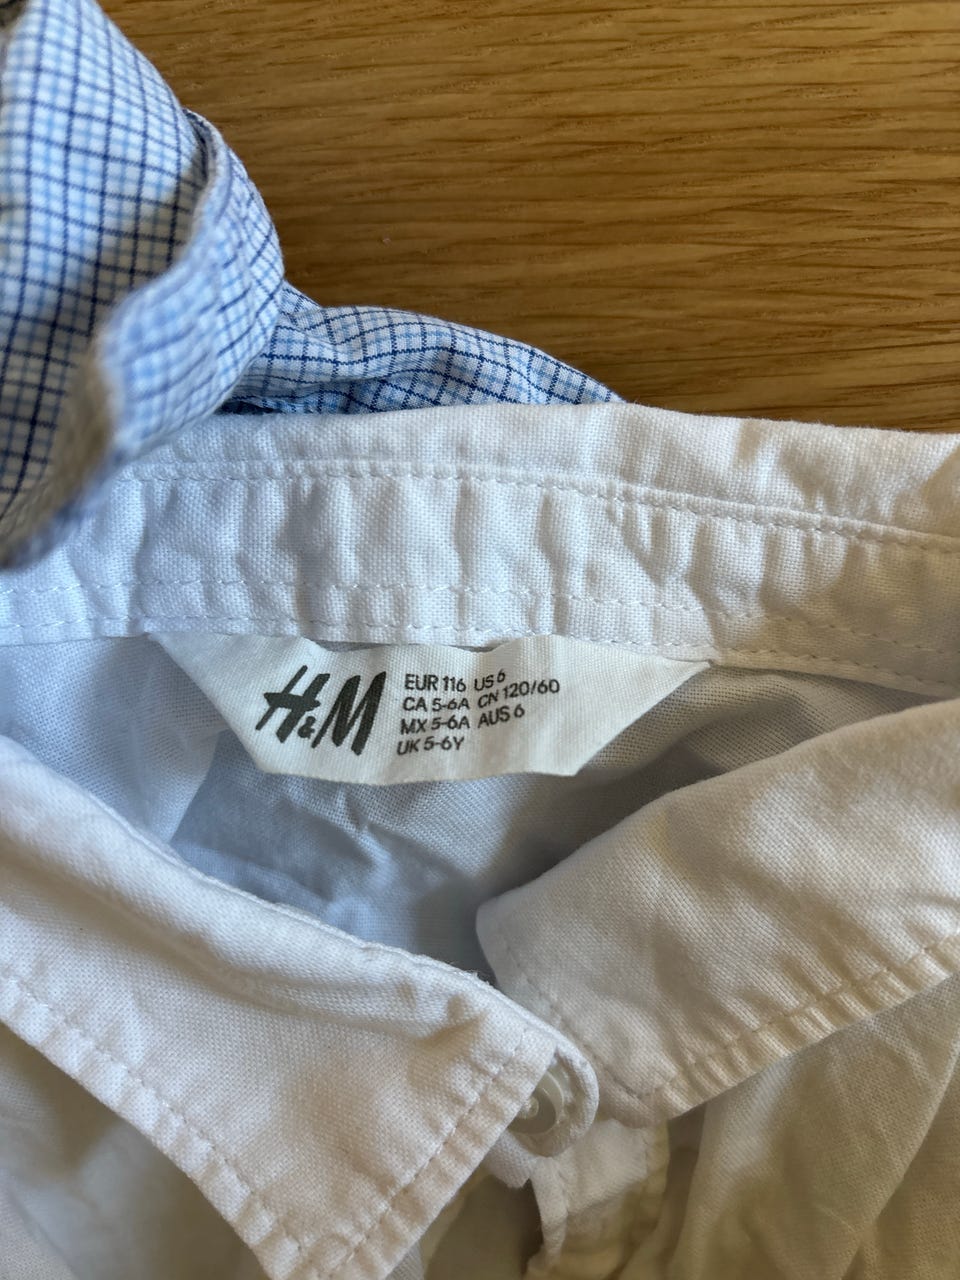 H&M
EUR 116 US 6
CA 5-6A CN 120/60
MX 5-6A AUS 6
UK 5-6Y